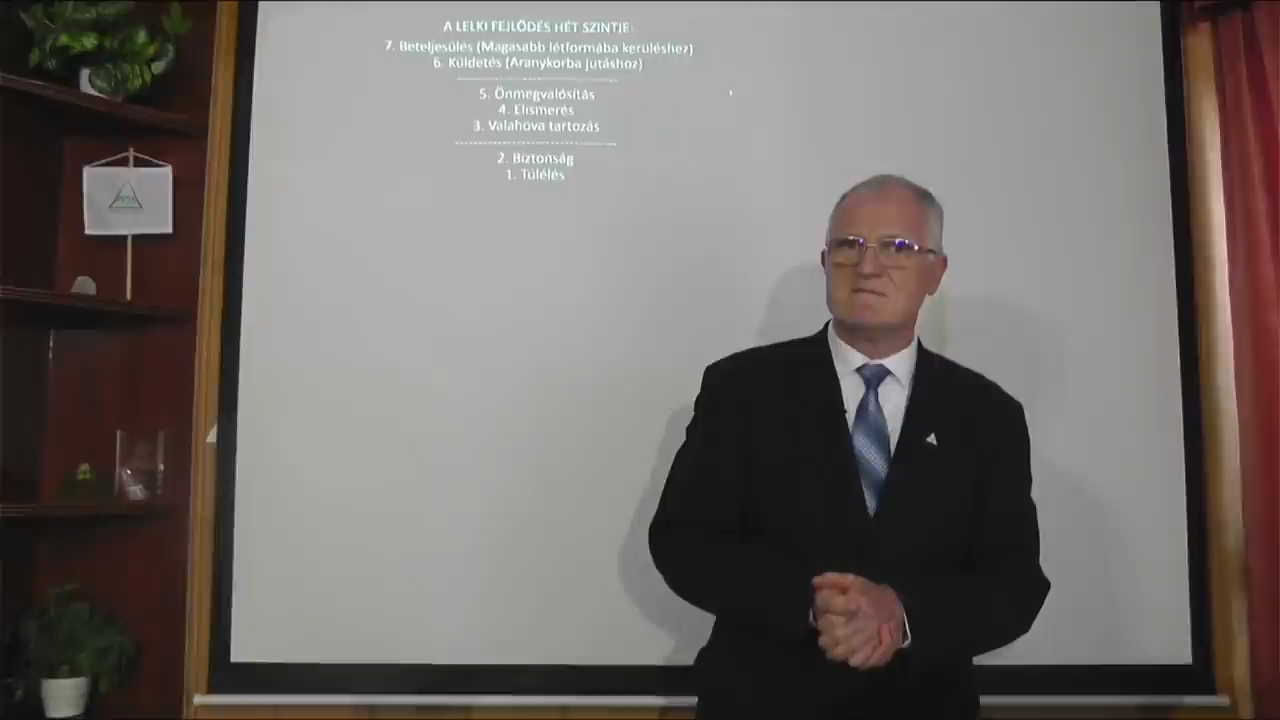 A LELKI FEJLŐDÉS HÉT SZINTJE:
7. Beteljesülés (Magasabb létformába kerüléshez)
6. Küldetés (Aranykorba jutáshoz)
5. Önmegvalósítás
4. Elismerés
3. Valahova tartozás
2. Biztonság
1. Túlélés